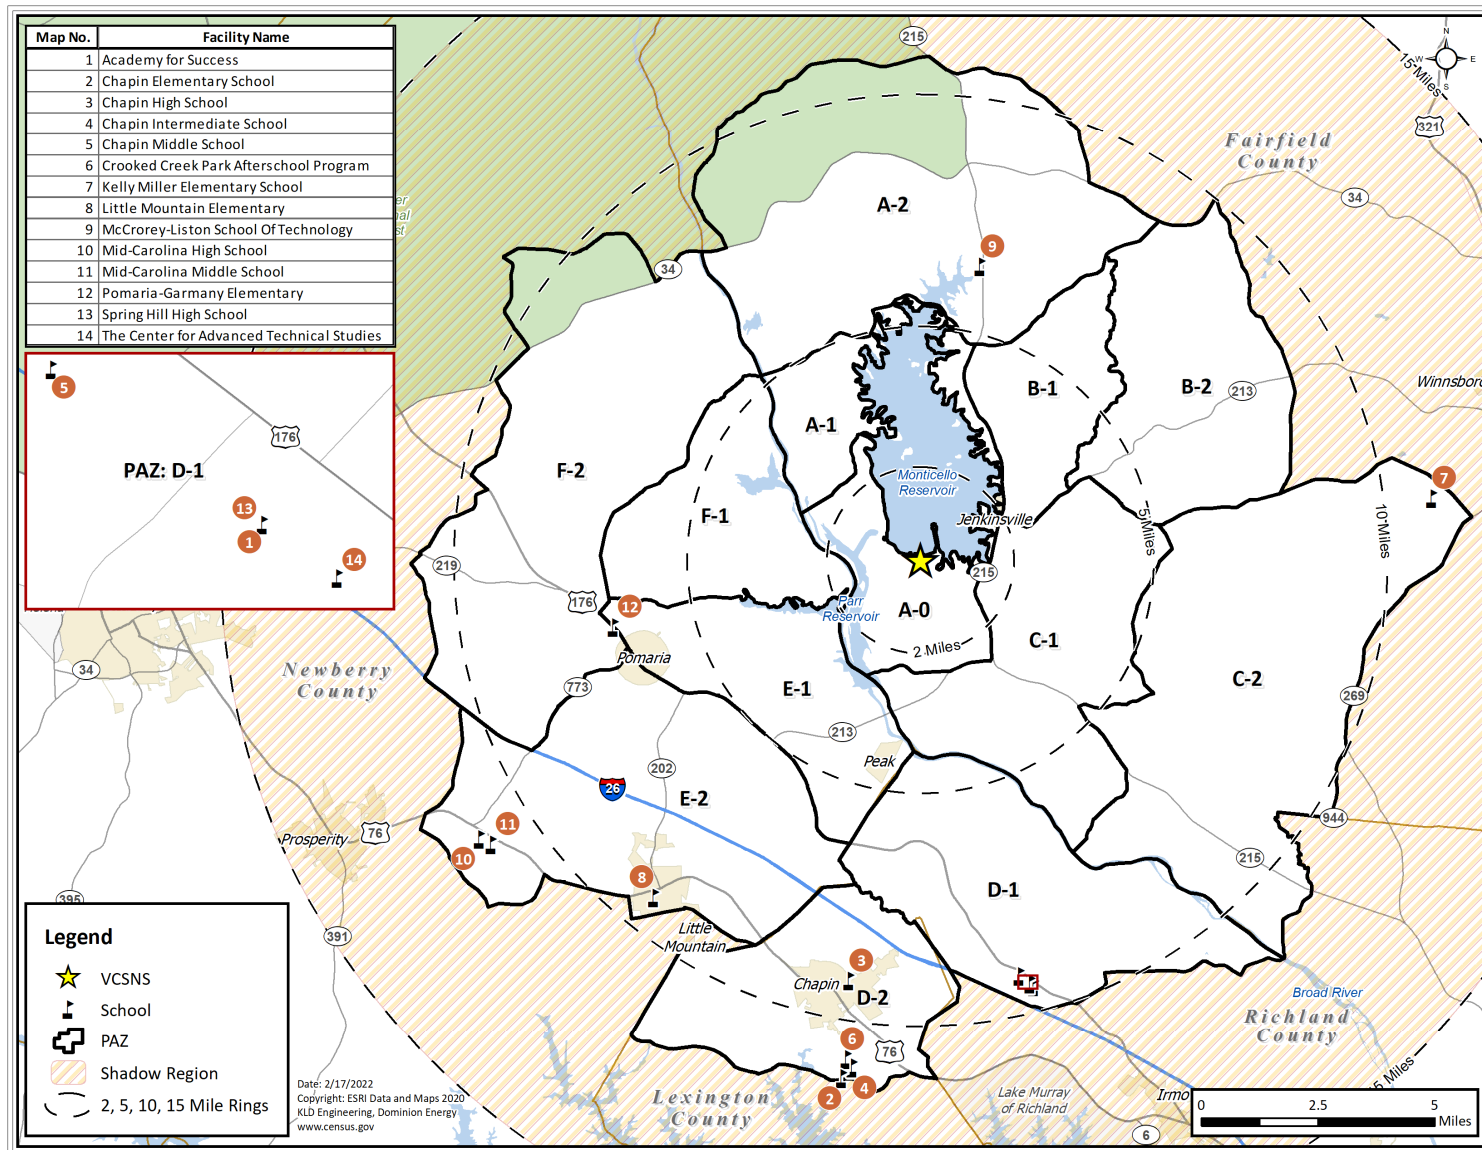 Map No. Facility Name
1 Academy for Success
2 Chapin Elementary School
3 Chapin High School
4 Chapin Intermediate School
5 Chapin Middle School
6 Crooked Creek Park Afterschool Program
7 Kelly Miller Elementary School
8 Little Mountain Elementary
9 McCrorey-Liston School Of Technology
10 Mid-Carolina High School
11 Mid-Carolina Middle School
12 Pomaria-Garmany Elementary
13 Spring Hill High School
14 The Center for Advanced Technical Studies
5
176
PAZ: D-1
13
1
14
215
15 Miles
N
W E
S
321
Fairfield
County
34
A-2
9
34
B-1
B-2
213
Winnsboro
A-1
F-2
Monticello
Reservoir
7
F-1
Jenkinsville
5 Miles
10 Miles
219
215
176
12
Parr
Reservoir
A-0
2 Miles
C-1
Pomaria
34
Newberry
County
773
E-1
C-2
269
213
Peak
202
26
E-2
944
Prosperity
76
11
10
215
8
D-1
395
391
Little
Mountain
3
Chapin
D-2
Broad River
Richland
County
6
76
4
2
Lexington
County
Lake Murray
of Richland
Irmo
15 Miles
6
Legend
VCSNS
School
PAZ
Shadow Region
2, 5, 10, 15 Mile Rings
Date: 2/17/2022
Copyright: ESRI Data and Maps 2020
KLD Engineering, Dominion Energy
www.census.gov
0 2.5 5
Miles